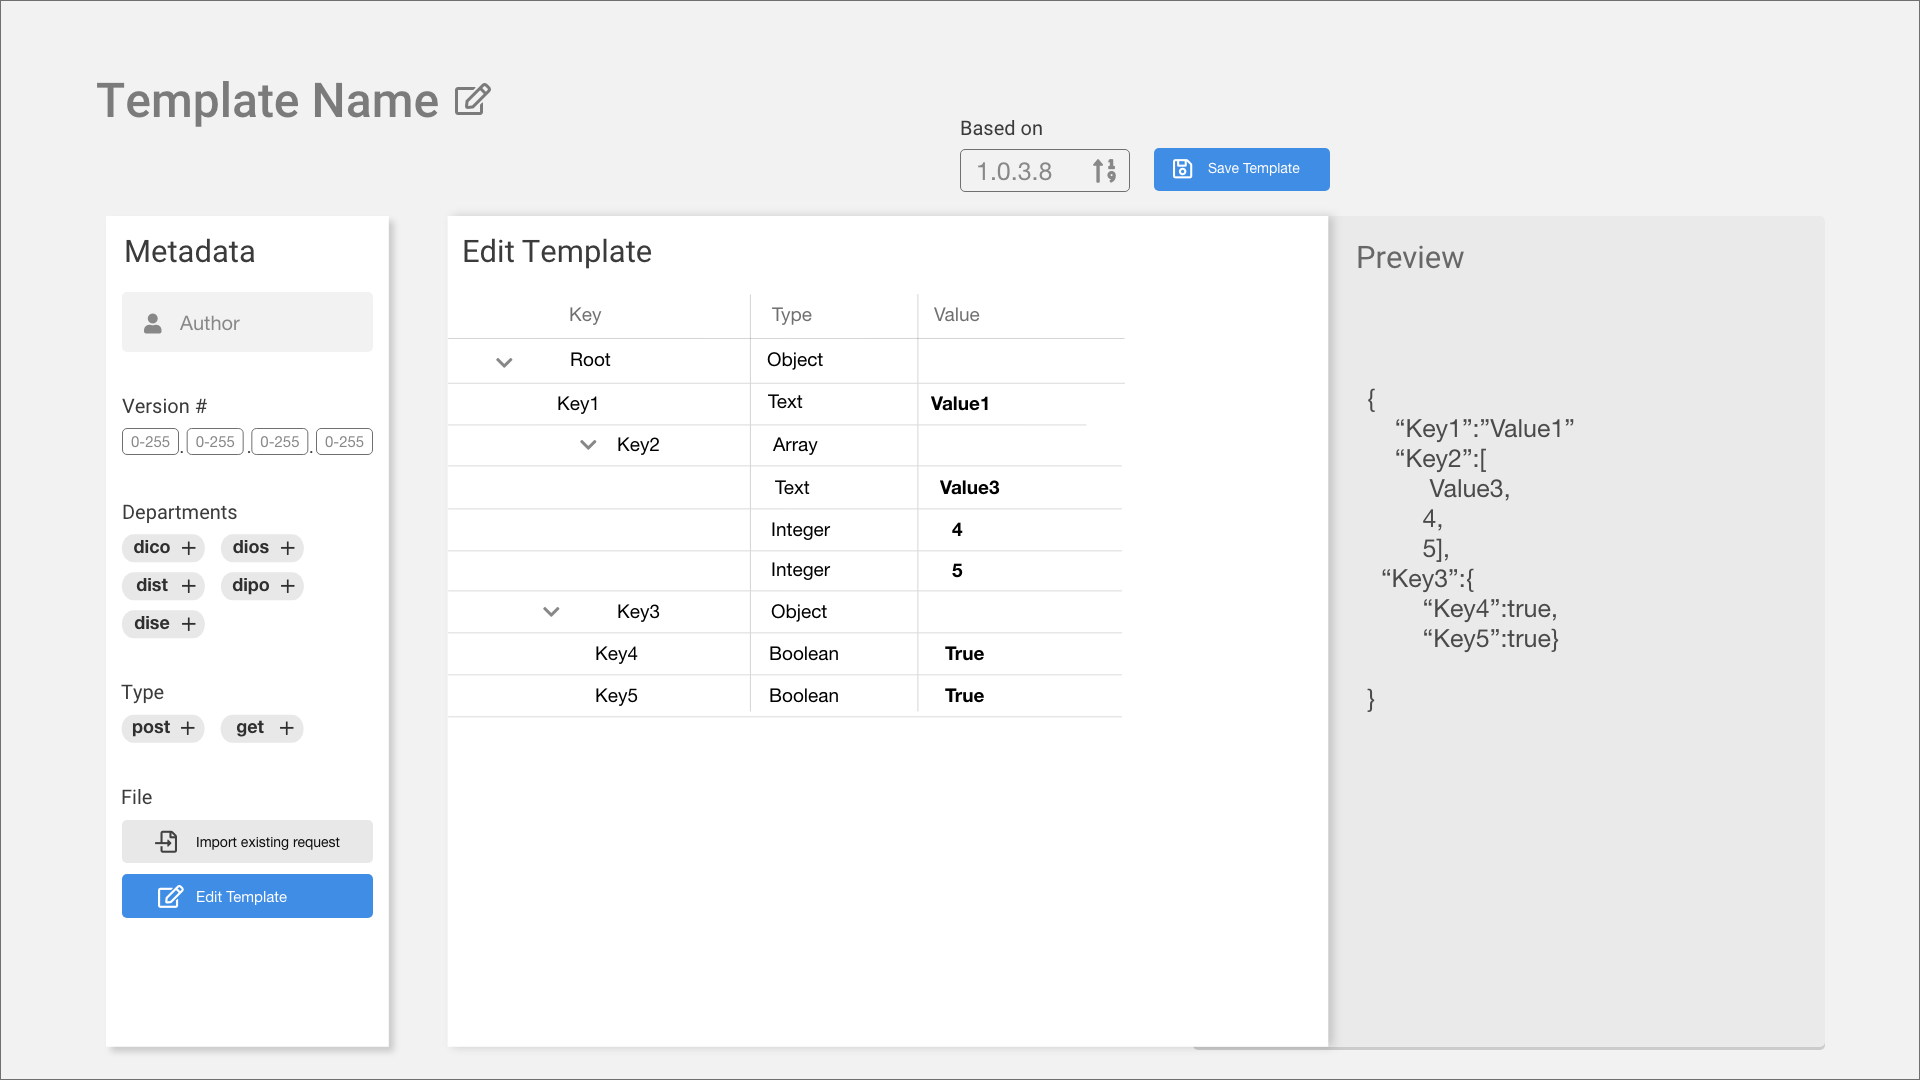 Template Name
Based on
1.0.3.8
Save Template
Metadata
Author
Version #
0-255 . 0-255 . 0-255 . 0-255
Departments
dico + dios +
dist + dipo +
dise +
Type
post + get +
File
Import existing request
Edit Template
Edit Template
Key Type Value
Root Object
Key1 Text Value1
Key2 Array
Text Value3
Integer 4
Integer 5
Key3 Object
Key4 Boolean True
Key5 Boolean True
Preview
{
“Key1”:”Value1”
“Key2”:[
Value3,
4,
5],
“Key3”:{
“Key4”:true,
“Key5”:true}
}